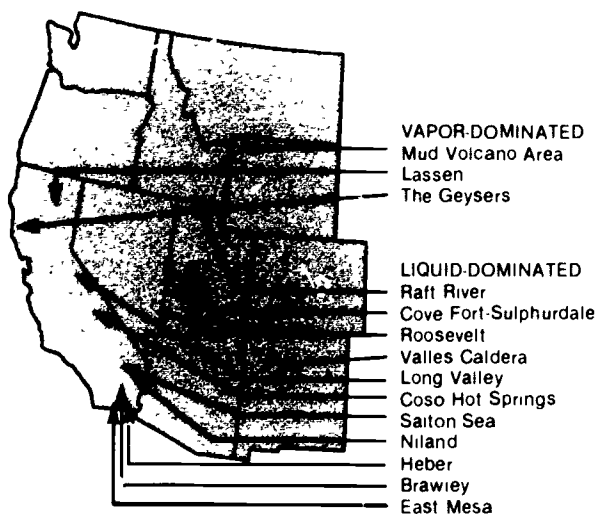 VAPOR-DOMINATED
Mud Volcano Area
Lassen
The Geysers
LIQUID-DOMINATED
Raft River
Cove Fort-Sulphurdale
Roosevelt
Valles Caldera
Long Valley
Coso Hot Springs
Salton Sea
Niland
Heber
Brawley
East Mesa